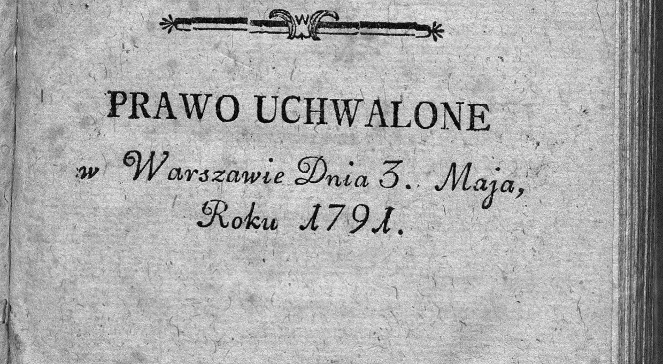 PRAWO UCHWALONE
w Warszawie Dnia 3. Maja,
Roku 1791.